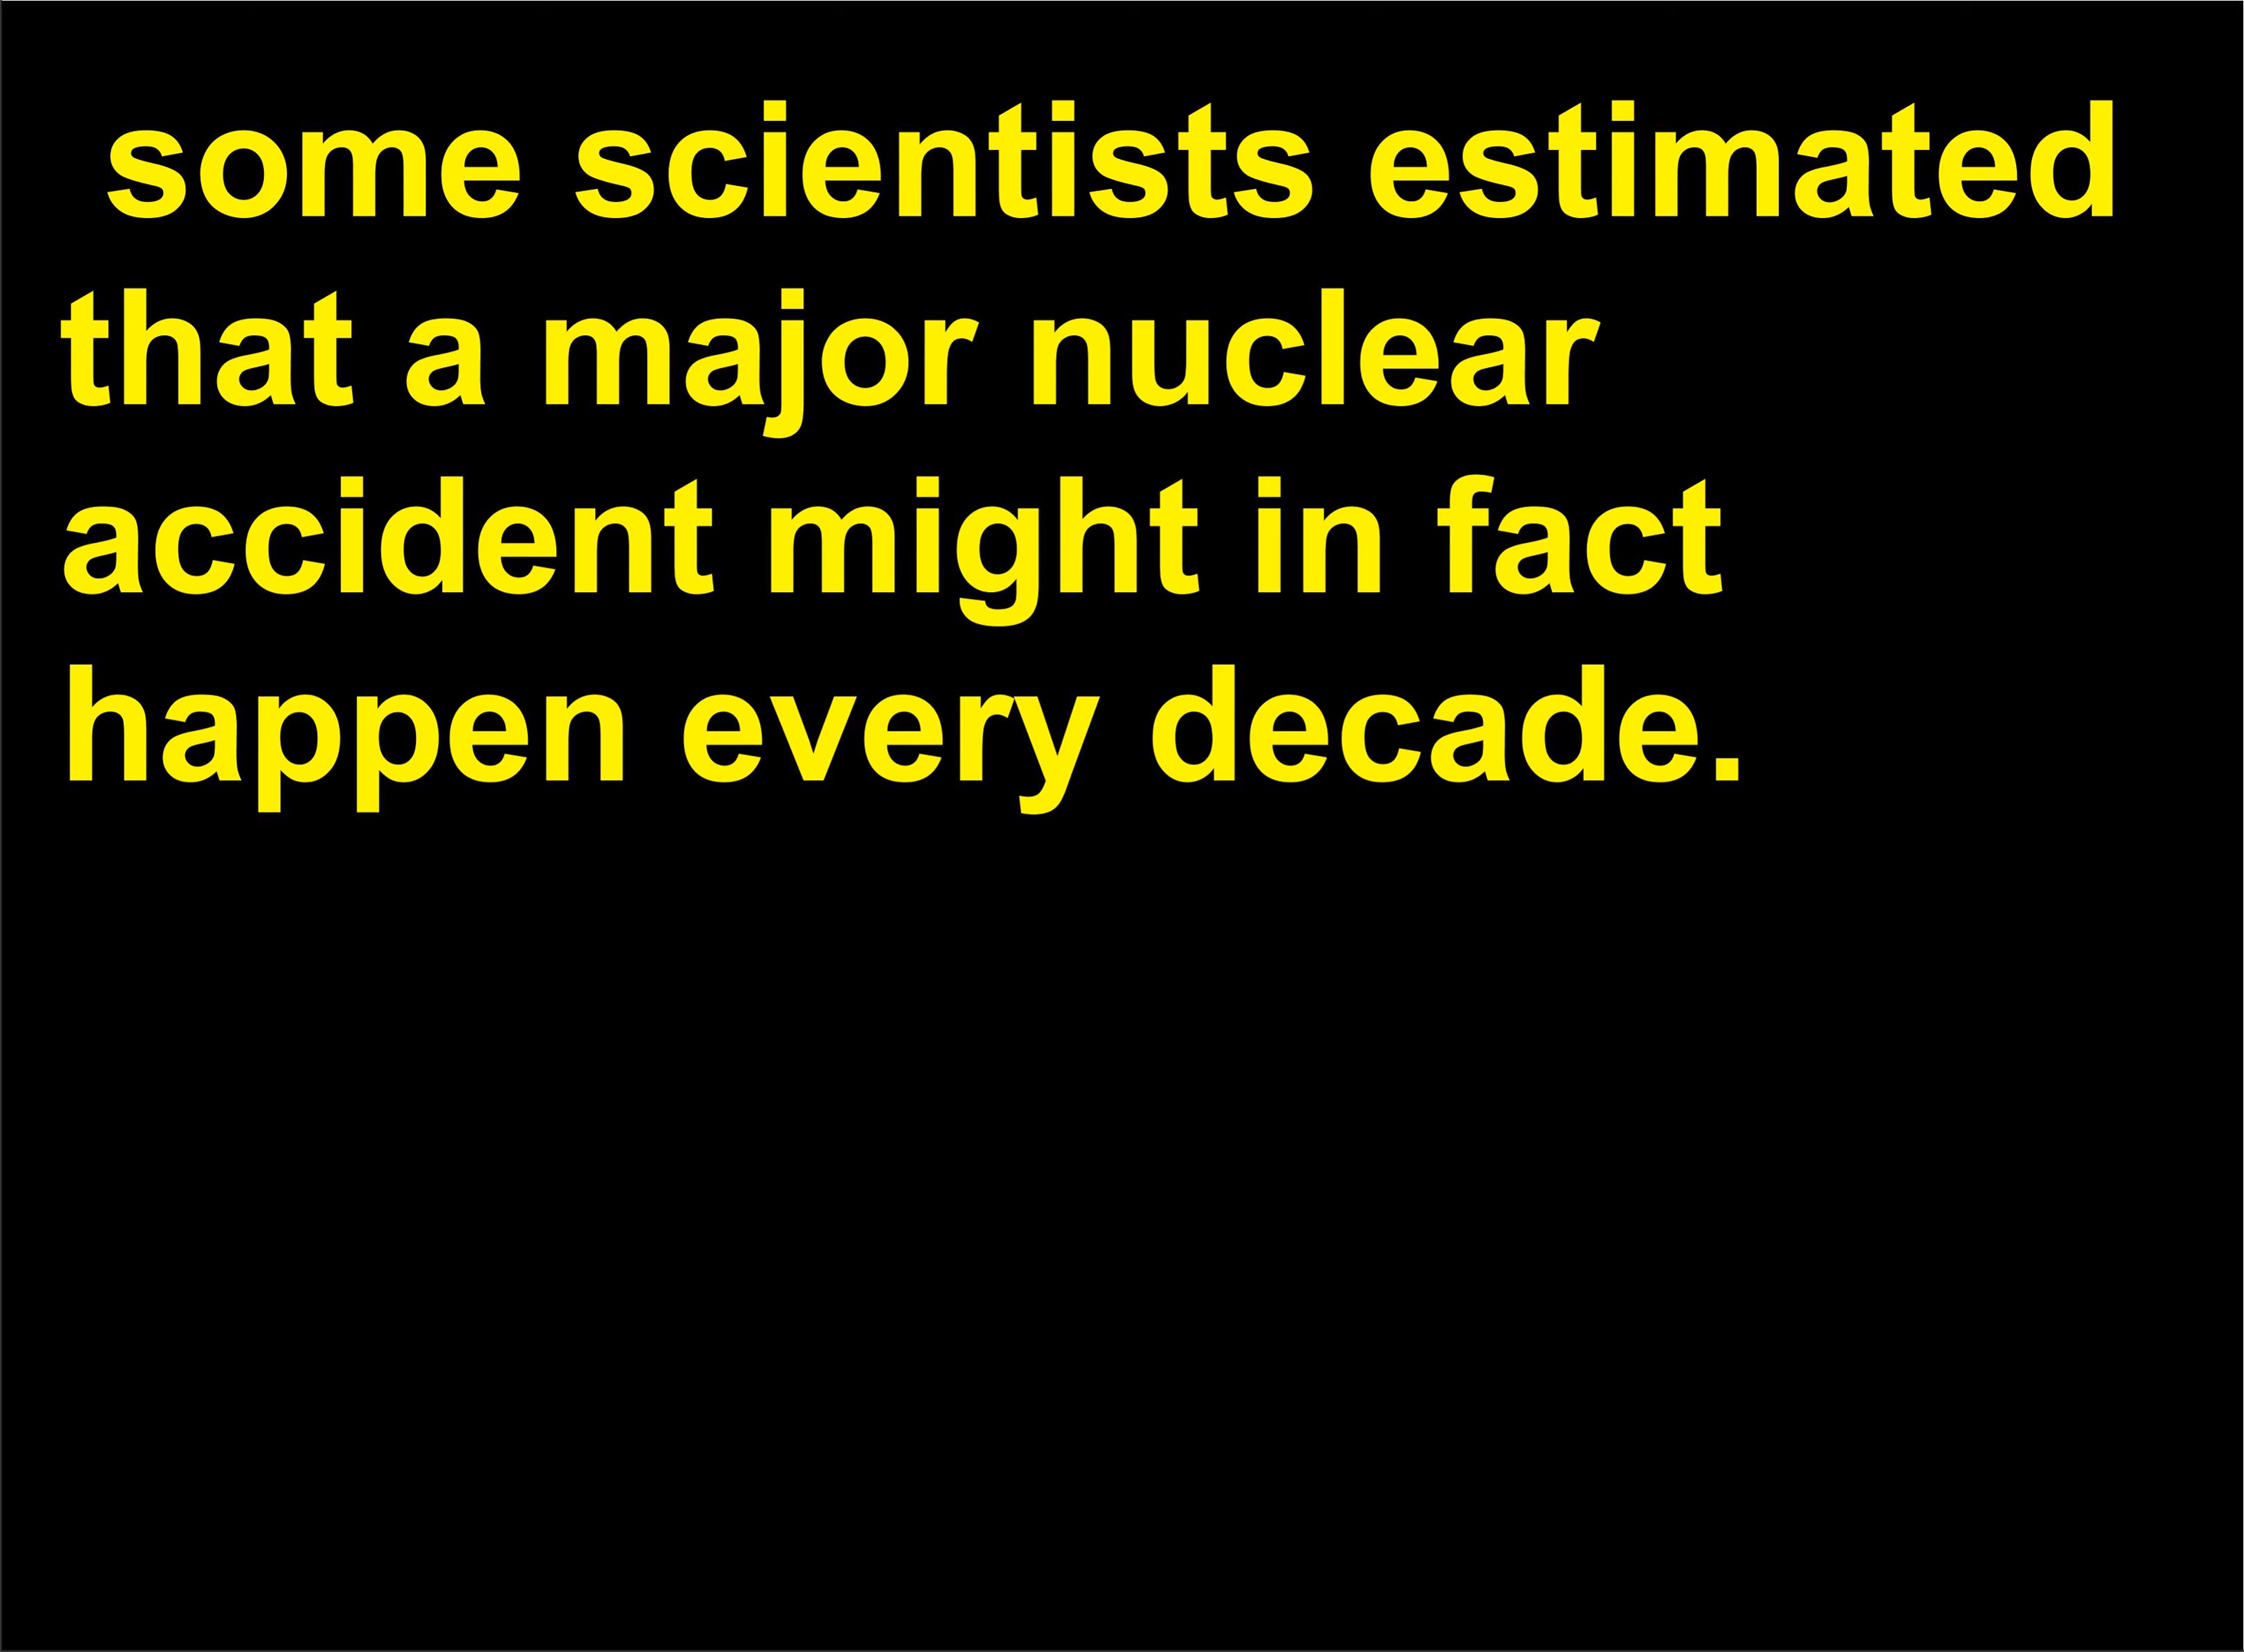 some scientists estimated
that a major nuclear
accident might in fact
happen every decade.